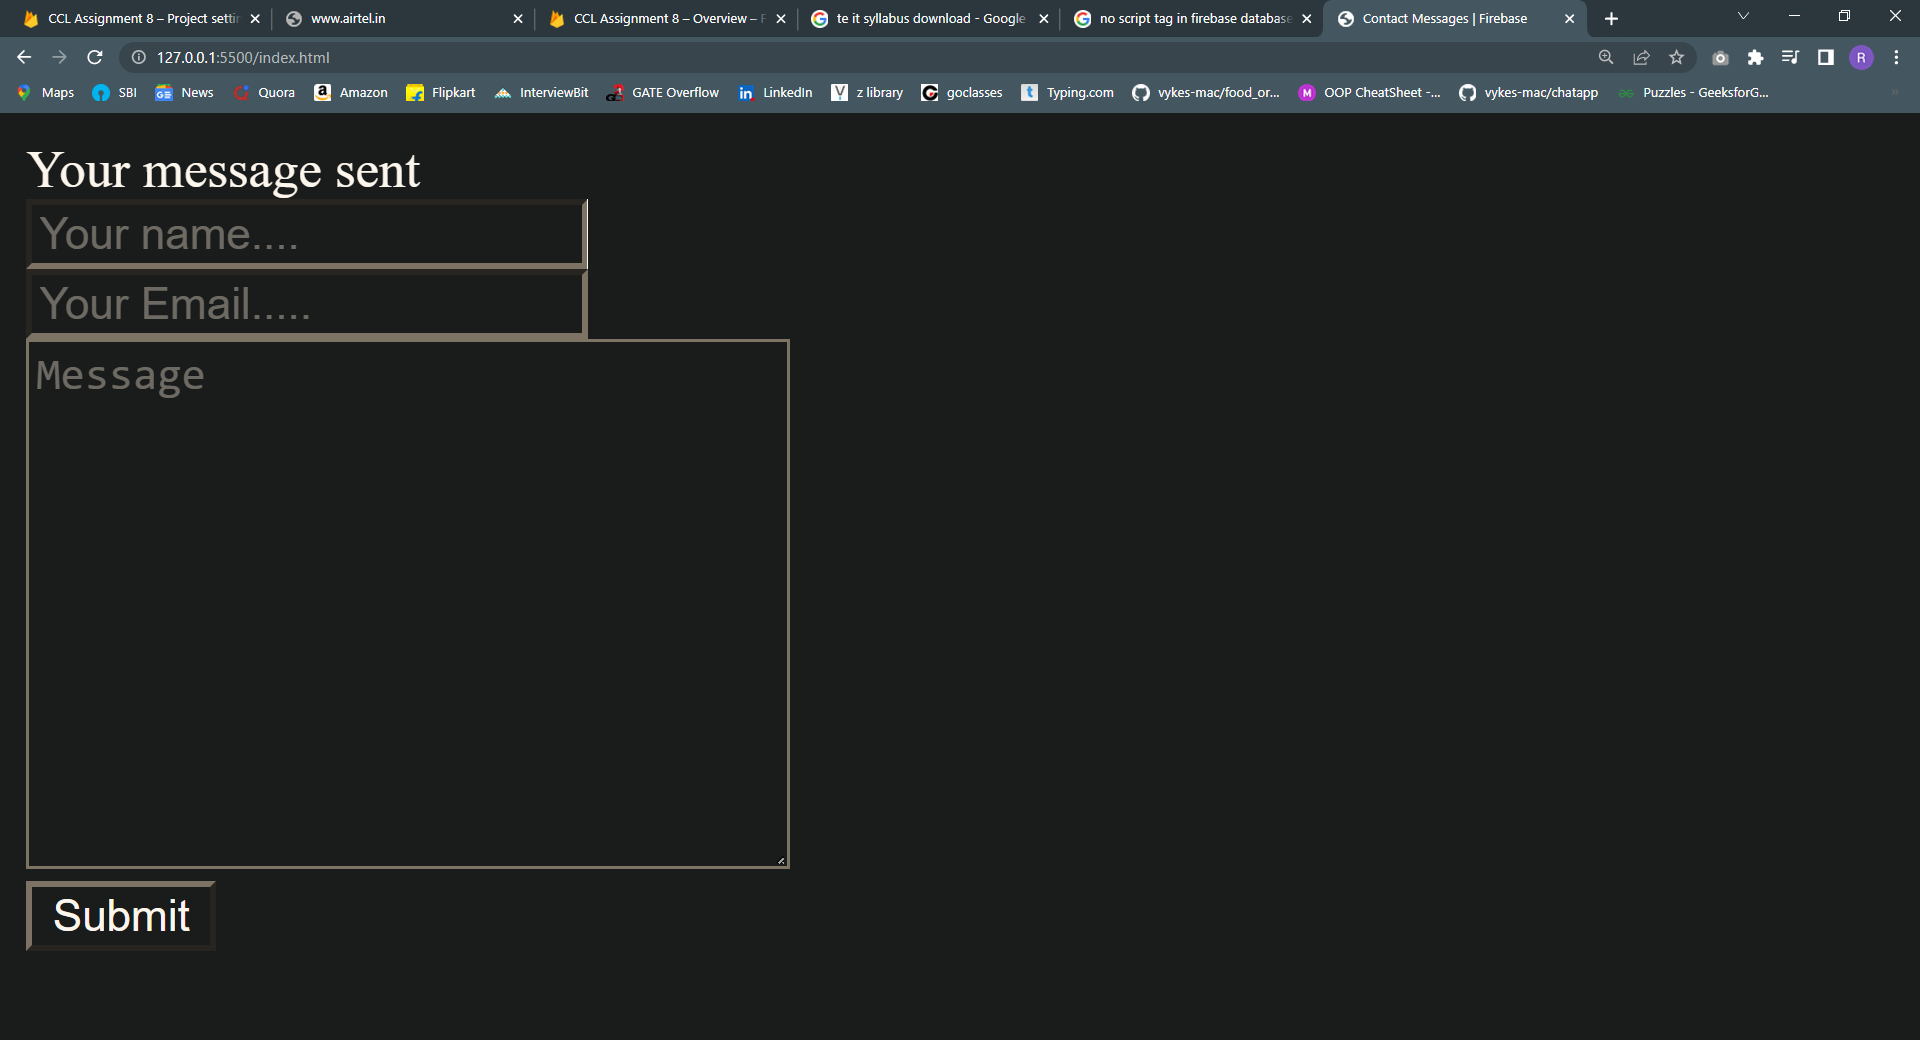 CCL Assignment 8 – Project settin
www.airtel.in
CCL Assignment 8 – Overview – F
te it syllabus download - Google
no script tag in firebase database
Contact Messages | Firebase
127.0.0.1:5500/index.html
R
Maps
SBI
News
Quora
Amazon
Flipkart
InterviewBit
GATE Overflow
LinkedIn
z library
goclasses
Typing.com
vykes-mac/food_or...
OOP CheatSheet -...
vykes-mac/chatapp
Puzzles - GeeksforG...
Your message sent
Your name....
Your Email.....
Message
Submit